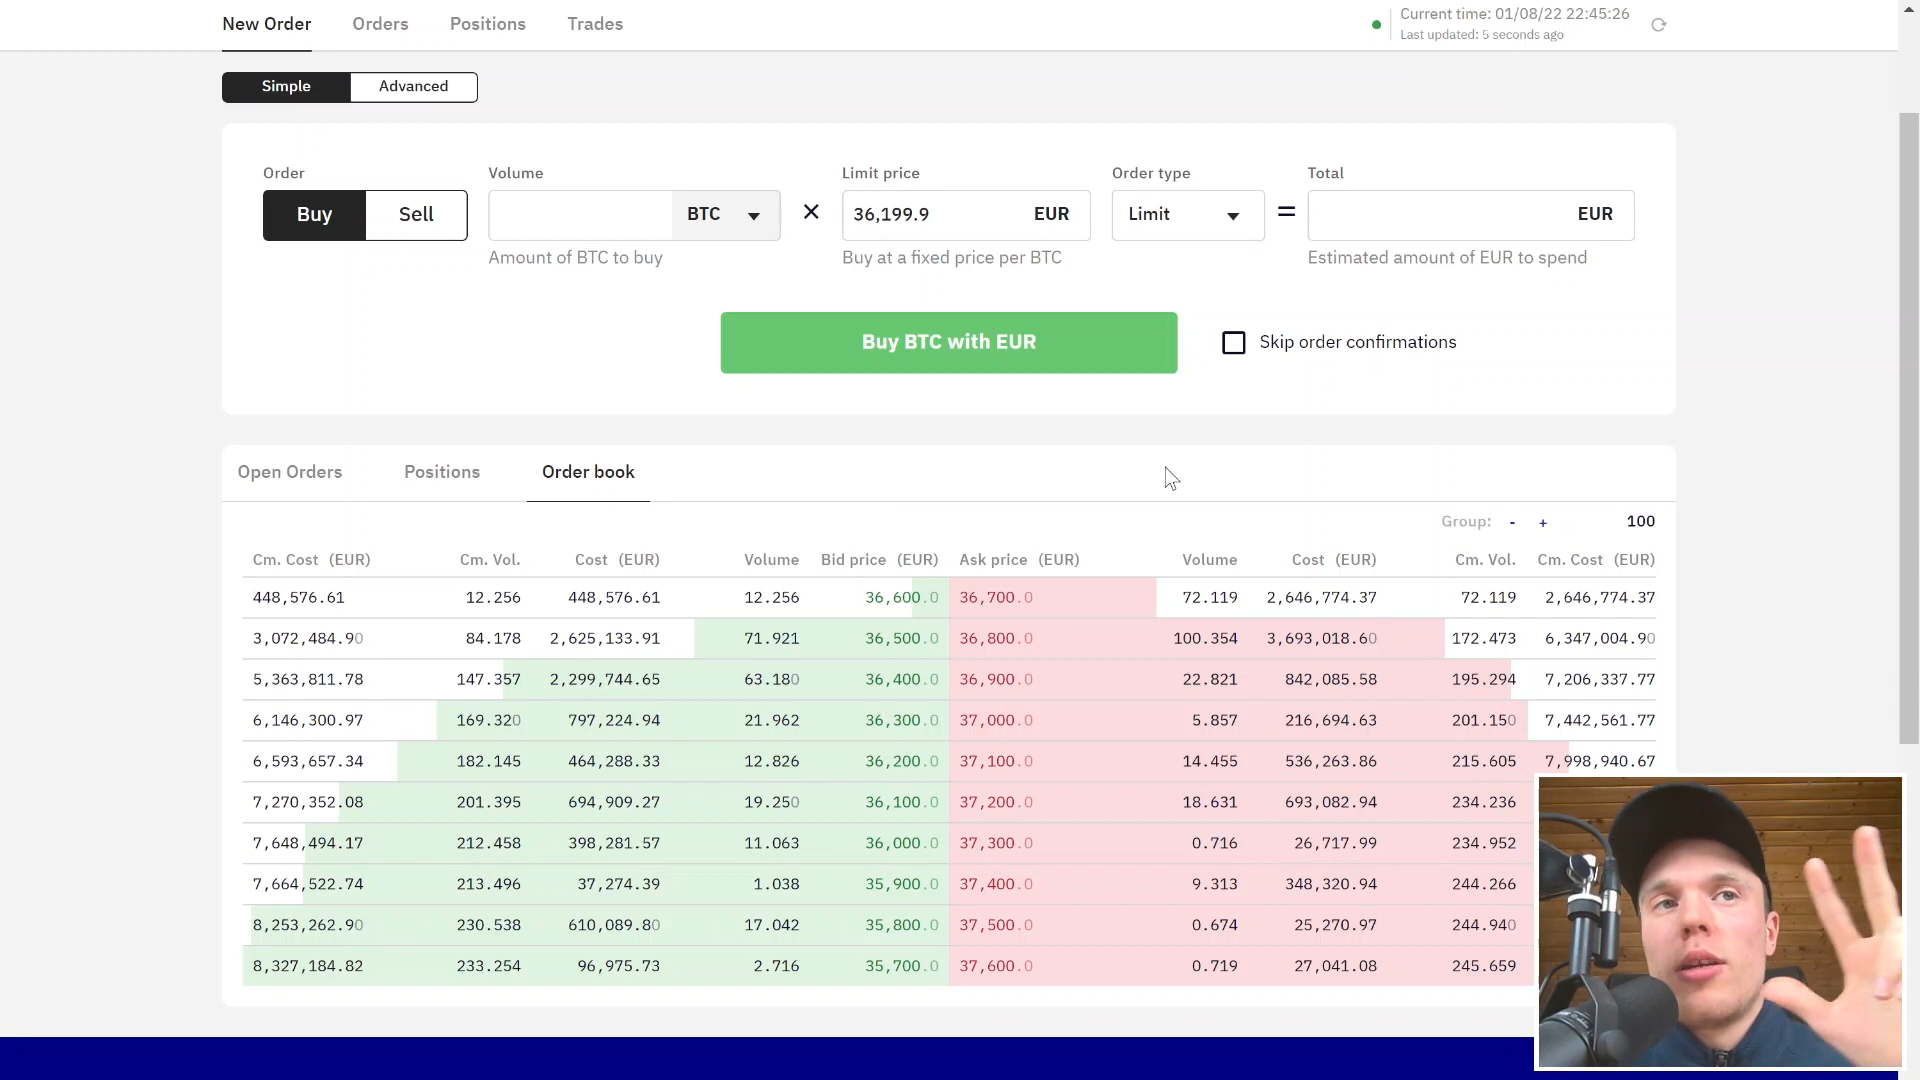 New Order Orders Positions Trades
Current time: 01/08/22 22:45:26
Last updated: 5 seconds ago
Simple Advanced
Order Volume Limit price Order type Total
Buy Sell BTC × 36,199.9 EUR Limit = EUR
Amount of BTC to buy Buy at a fixed price per BTC Estimated amount of EUR to spend
Buy BTC with EUR Skip order confirmations
Open Orders Positions Order book
Group: - + 100
Cm. Cost (EUR) Cm. Vol. Cost (EUR) Volume Bid price (EUR) Ask price (EUR) Volume Cost (EUR) Cm. Vol. Cm. Cost (EUR)
448,576.61 12.256 448,576.61 12.256 36,600.0 36,700.0 72.119 2,646,774.37 72.119 2,646,774.37
3,072,484.90 84.178 2,625,133.91 71.921 36,500.0 36,800.0 100.354 3,693,018.60 172.473 6,347,004.90
5,363,811.78 147.357 2,299,744.65 63.180 36,400.0 36,900.0 22.821 842,085.58 195.294 7,206,337.77
6,146,300.97 169.320 797,224.94 21.962 36,300.0 37,000.0 5.857 216,694.63 201.150 7,442,561.77
6,593,657.34 182.145 464,288.33 12.826 36,200.0 37,100.0 14.455 536,263.86 215.605 7,998,940.67
7,270,352.08 201.395 694,909.27 19.250 36,100.0 37,200.0 18.631 693,082.94 234.236
7,648,494.17 212.458 398,281.57 11.063 36,000.0 37,300.0 0.716 26,717.99 234.952
7,664,522.74 213.496 37,274.39 1.038 35,900.0 37,400.0 9.313 348,320.94 244.266
8,253,262.90 230.538 610,089.80 17.042 35,800.0 37,500.0 0.674 25,270.97 244.940
8,327,184.82 233.254 96,975.73 2.716 35,700.0 37,600.0 0.719 27,041.08 245.659